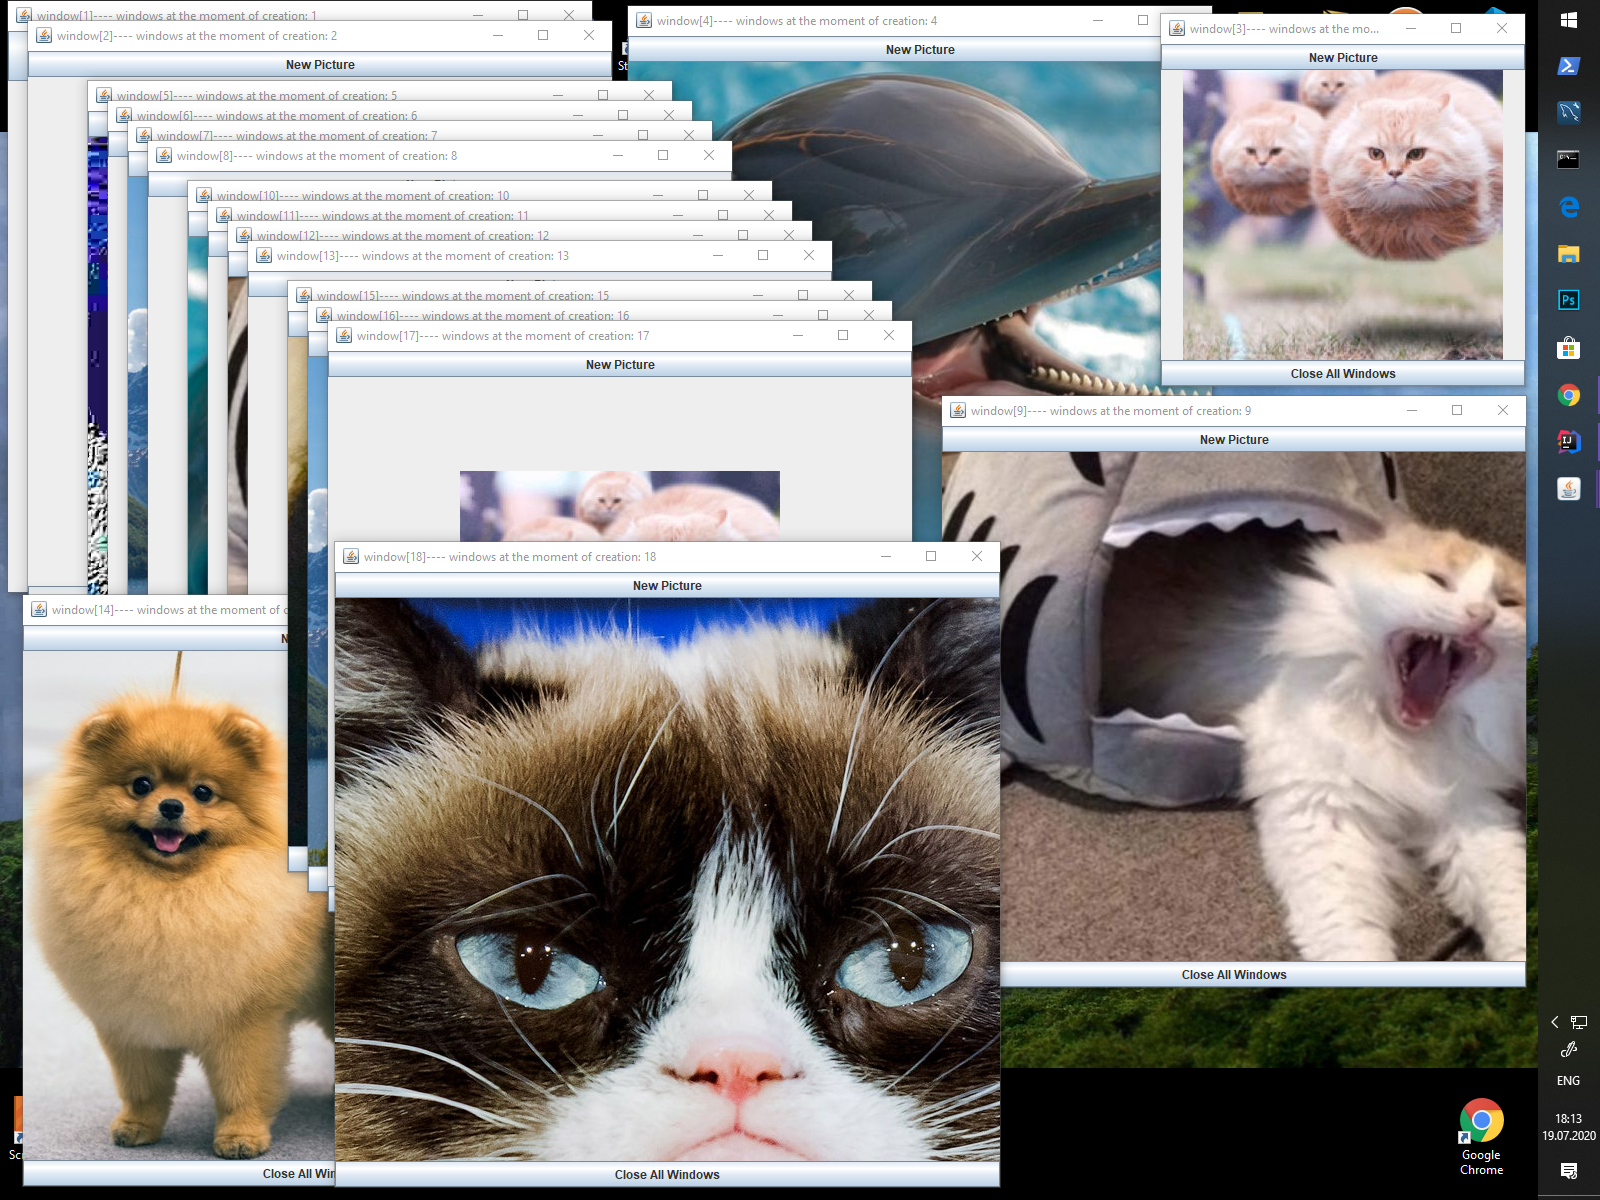 window[1]---- windows at the moment of creation: 1
window[2]---- windows at the moment of creation: 2
New Picture
window[4]---- windows at the moment of creation: 4
New Picture
window[3]---- windows at the mo...
New Picture
Close All Windows
St
window[5]---- windows at the moment of creation: 5
window[6]---- windows at the moment of creation: 6
window[7]---- windows at the moment of creation: 7
window[8]---- windows at the moment of creation: 8
window[10]---- windows at the moment of creation: 10
window[11]---- windows at the moment of creation: 11
window[12]---- windows at the moment of creation: 12
window[13]---- windows at the moment of creation: 13
window[15]---- windows at the moment of creation: 15
window[16]---- windows at the moment of creation: 16
window[17]---- windows at the moment of creation: 17
New Picture
window[9]---- windows at the moment of creation: 9
New Picture
Close All Windows
window[18]---- windows at the moment of creation: 18
New Picture
Close All Windows
window[14]---- windows at the moment of c
N
Close All Win
Scr
Ps
IJ
ENG
18:13
19.07.2020
Google
Chrome